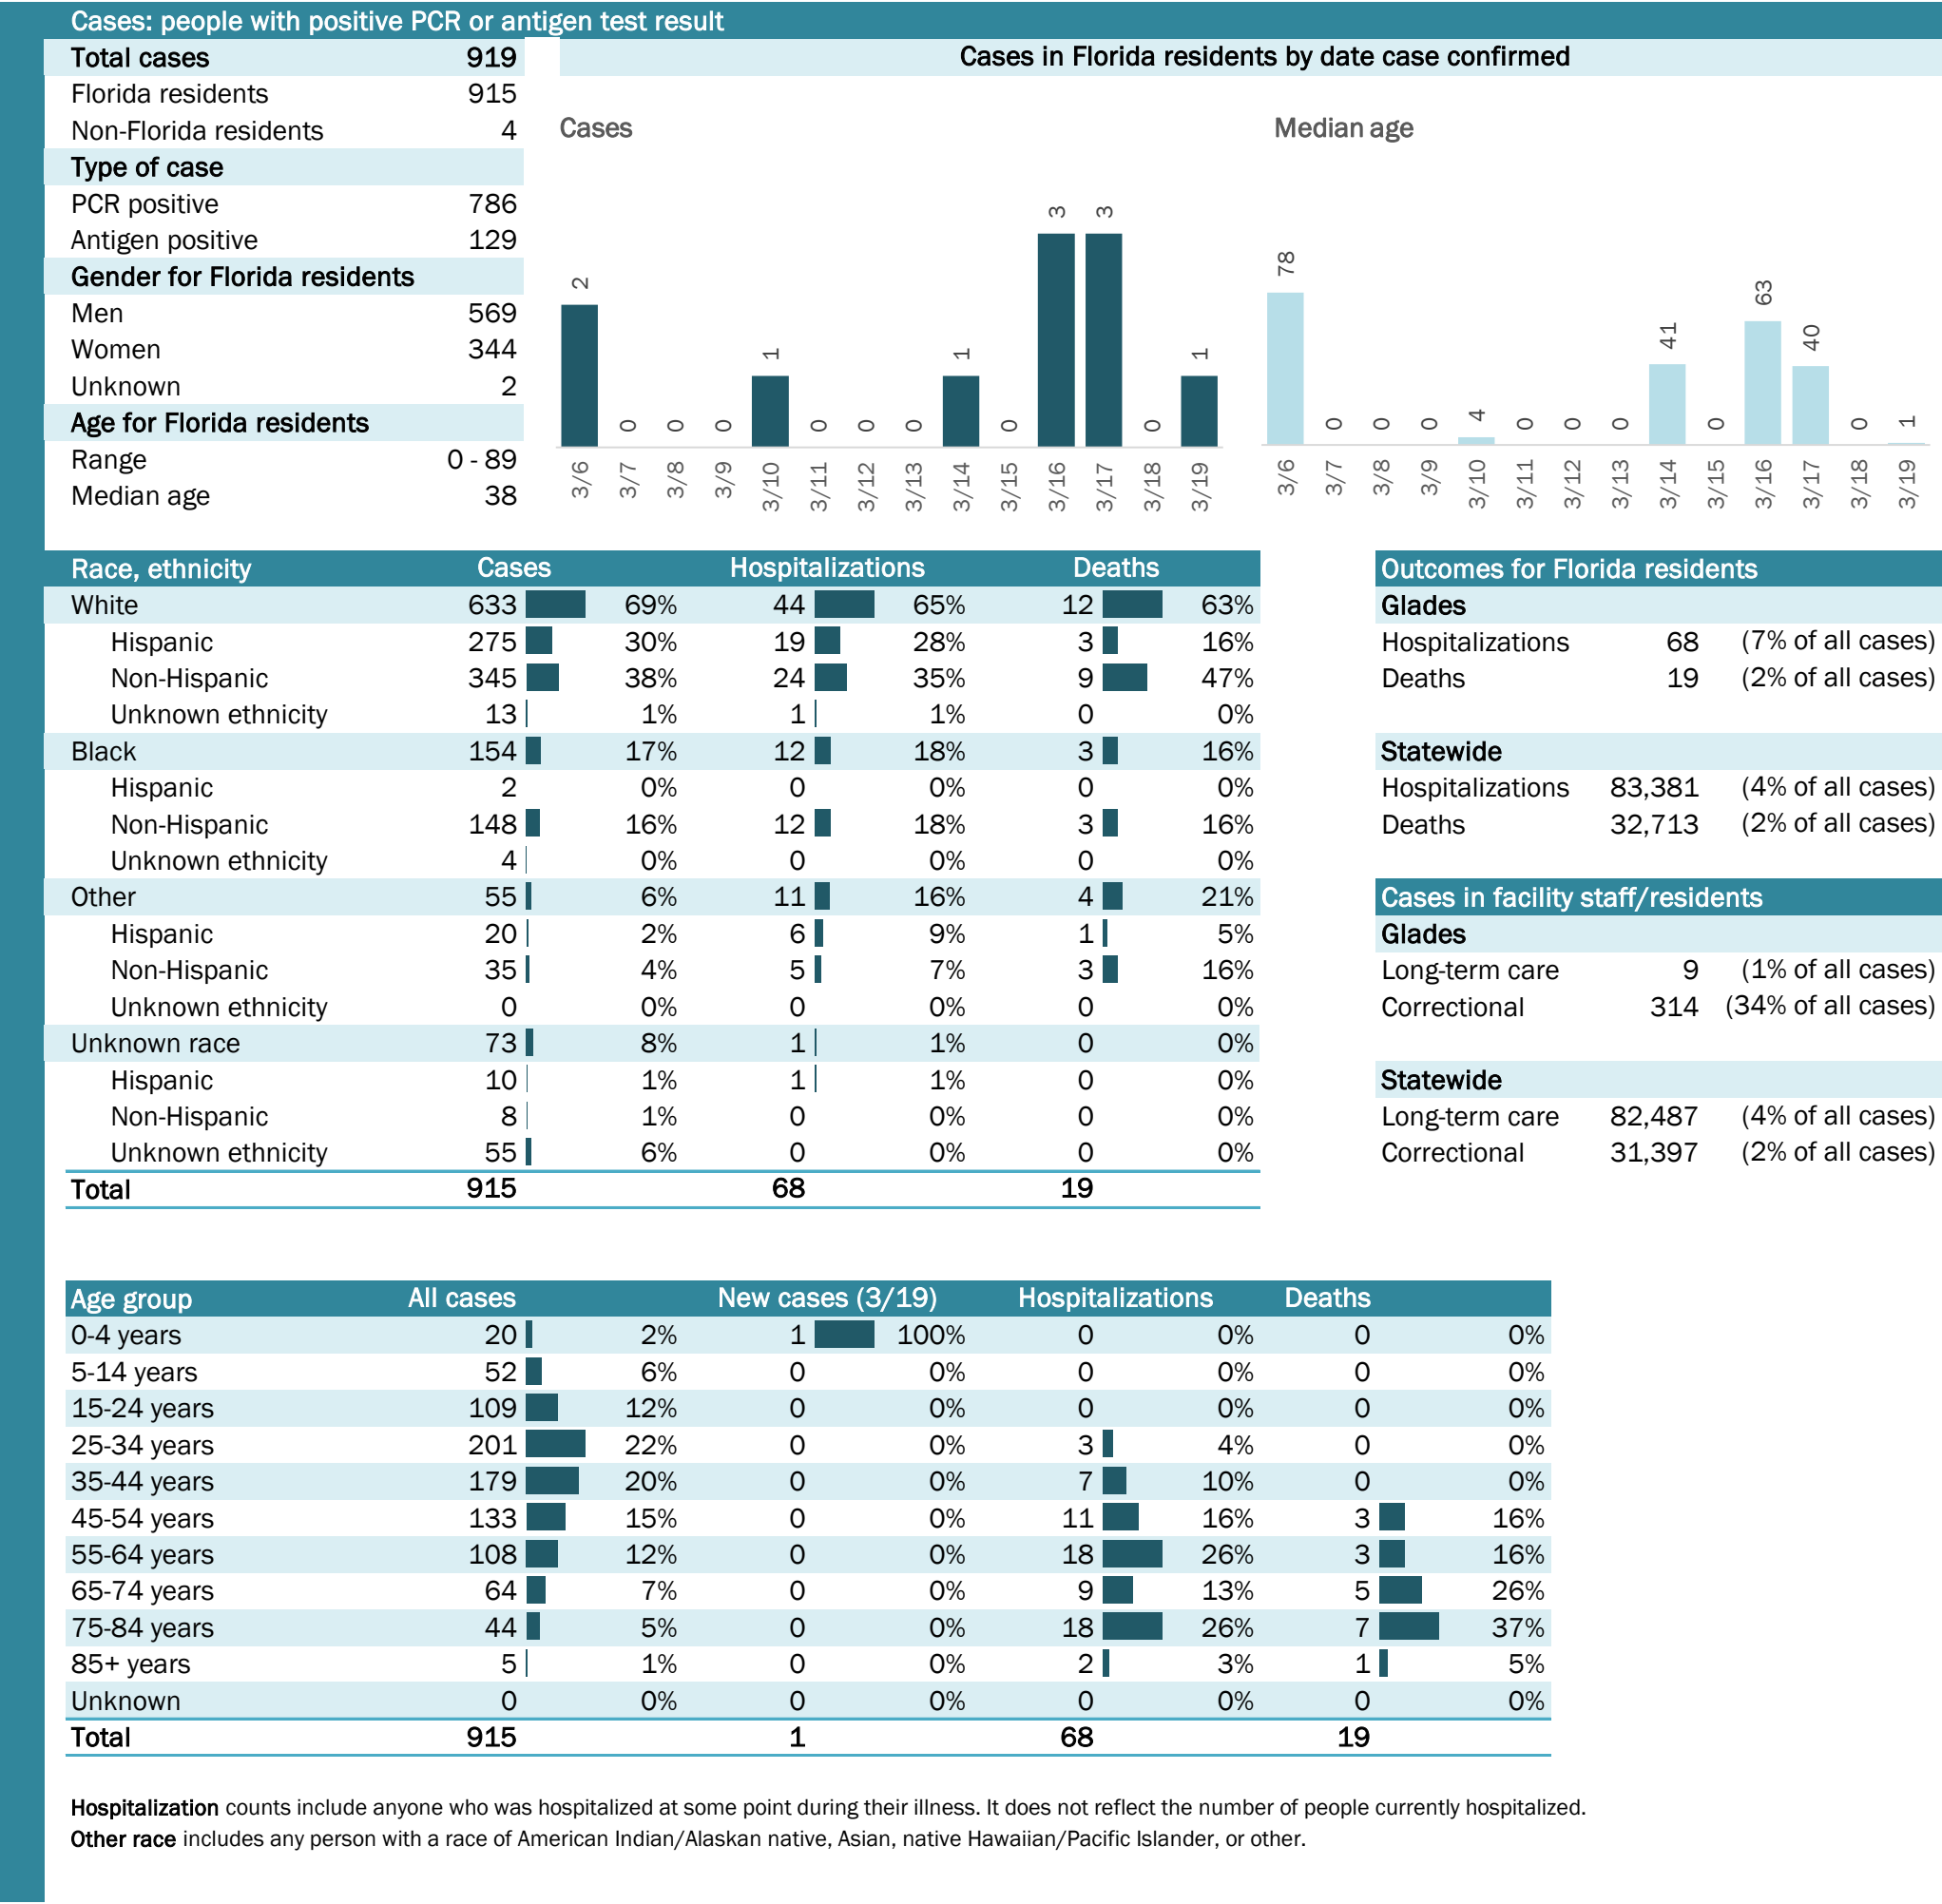 Cases: people with positive PCR or antigen test result
Total cases 919
Florida residents 915
Non-Florida residents 4
Type of case
PCR positive 786
Antigen positive 129
Gender for Florida residents
Men 569
Women 344
Unknown 2
Age for Florida residents
Range 0 - 89
Median age 38
Cases in Florida residents by date case confirmed
Cases
2 0 0 0 1 0 0 0 1 0 3 3 0 1
3/6 3/7 3/8 3/9 3/10 3/11 3/12 3/13 3/14 3/15 3/16 3/17 3/18 3/19
Median age
78 0 0 0 4 0 0 0 41 0 63 40 0 1
3/6 3/7 3/8 3/9 3/10 3/11 3/12 3/13 3/14 3/15 3/16 3/17 3/18 3/19
Race, ethnicity Cases Hospitalizations Deaths
White 633 69% 44 65% 12 63%
Hispanic 275 30% 19 28% 3 16%
Non-Hispanic 345 38% 24 35% 9 47%
Unknown ethnicity 13 1% 1 1% 0 0%
Black 154 17% 12 18% 3 16%
Hispanic 2 0% 0 0% 0 0%
Non-Hispanic 148 16% 12 18% 3 16%
Unknown ethnicity 4 0% 0 0% 0 0%
Other 55 6% 11 16% 4 21%
Hispanic 20 2% 6 9% 1 5%
Non-Hispanic 35 4% 5 7% 3 16%
Unknown ethnicity 0 0% 0 0% 0 0%
Unknown race 73 8% 1 1% 0 0%
Hispanic 10 1% 1 1% 0 0%
Non-Hispanic 8 1% 0 0% 0 0%
Unknown ethnicity 55 6% 0 0% 0 0%
Total 915 68 19
Outcomes for Florida residents
Glades
Hospitalizations 68 (7% of all cases)
Deaths 19 (2% of all cases)
Statewide
Hospitalizations 83,381 (4% of all cases)
Deaths 32,713 (2% of all cases)
Cases in facility staff/residents
Glades
Long-term care 9 (1% of all cases)
Correctional 314 (34% of all cases)
Statewide
Long-term care 82,487 (4% of all cases)
Correctional 31,397 (2% of all cases)
Age group All cases New cases (3/19) Hospitalizations Deaths
0-4 years 20 2% 1 100% 0 0% 0 0%
5-14 years 52 6% 0 0% 0 0% 0 0%
15-24 years 109 12% 0 0% 0 0% 0 0%
25-34 years 201 22% 0 0% 3 4% 0 0%
35-44 years 179 20% 0 0% 7 10% 0 0%
45-54 years 133 15% 0 0% 11 16% 3 16%
55-64 years 108 12% 0 0% 18 26% 3 16%
65-74 years 64 7% 0 0% 9 13% 5 26%
75-84 years 44 5% 0 0% 18 26% 7 37%
85+ years 5 1% 0 0% 2 3% 1 5%
Unknown 0 0% 0 0% 0 0% 0 0%
Total 915 1 68 19
Hospitalization counts include anyone who was hospitalized at some point during their illness. It does not reflect the number of people currently hospitalized.
Other race includes any person with a race of American Indian/Alaskan native, Asian, native Hawaiian/Pacific Islander, or other.